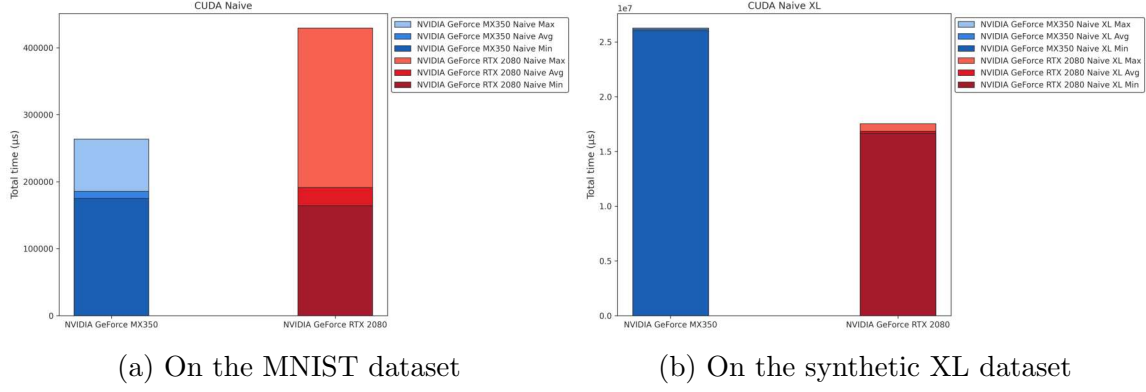 CUDA Naive
Total time (µs)
400000
300000
200000
100000
0
NVIDIA GeForce MX350
NVIDIA GeForce RTX 2080
NVIDIA GeForce MX350 Naive Max
NVIDIA GeForce MX350 Naive Avg
NVIDIA GeForce MX350 Naive Min
NVIDIA GeForce RTX 2080 Naive Max
NVIDIA GeForce RTX 2080 Naive Avg
NVIDIA GeForce RTX 2080 Naive Min
(a) On the MNIST dataset
CUDA Naive XL
1e7
Total time (µs)
2.5
2.0
1.5
1.0
0.5
0.0
NVIDIA GeForce MX350
NVIDIA GeForce RTX 2080
NVIDIA GeForce MX350 Naive XL Max
NVIDIA GeForce MX350 Naive XL Avg
NVIDIA GeForce MX350 Naive XL Min
NVIDIA GeForce RTX 2080 Naive XL Max
NVIDIA GeForce RTX 2080 Naive XL Avg
NVIDIA GeForce RTX 2080 Naive XL Min
(b) On the synthetic XL dataset